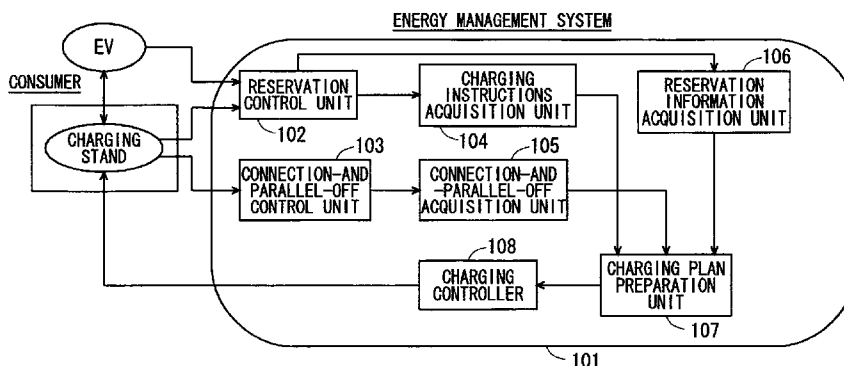 ENERGY MANAGEMENT SYSTEM
EV
106
CONSUMER
RESERVATION
CONTROL UNIT
102
CHARGING
INSTRUCTIONS
ACQUISITION UNIT
104
RESERVATION
INFORMATION
ACQUISITION UNIT
CHARGING
STAND
103
CONNECTION-AND
PARALLEL-OFF
CONTROL UNIT
105
CONNECTION-AND
-PARALLEL-OFF
ACQUISITION UNIT
108
CHARGING
CONTROLLER
CHARGING PLAN
PREPARATION
UNIT
107
101